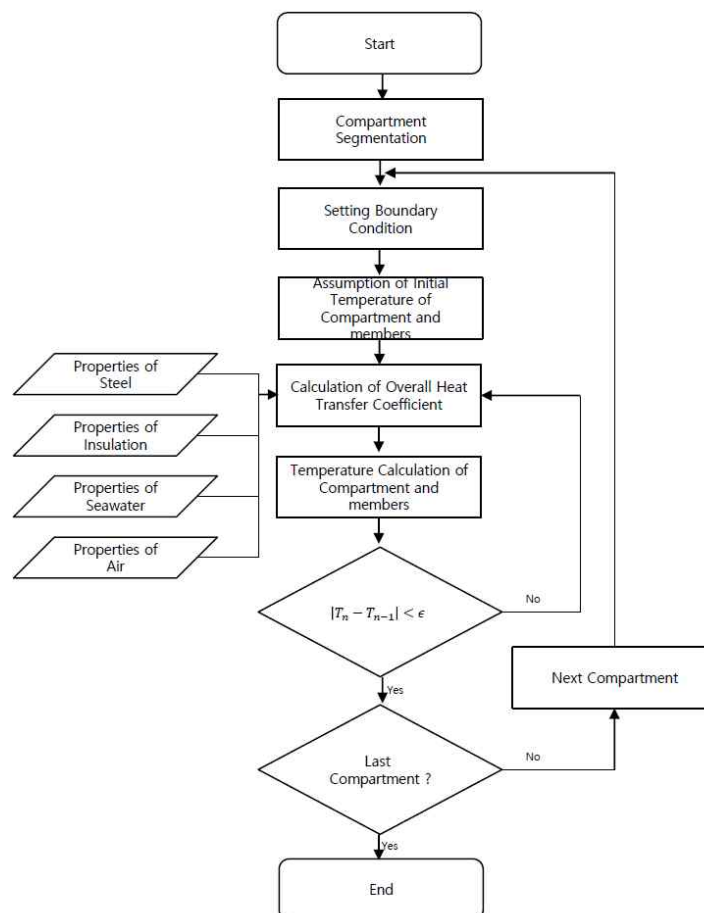 Start
Compartment
Segmentation
Setting Boundary
Condition
Assumption of Initial
Temperature of
Compartment and
members
Properties of
Steel
Calculation of Overall Heat
Transfer Coefficient
Properties of
Insulation
Temperature Calculation of
Compartment and
members
Properties of
Seawater
Properties of
Air
|Tₙ − Tₙ₋₁| < ϵ
No
Yes
Next Compartment
Last
Compartment ?
No
Yes
End